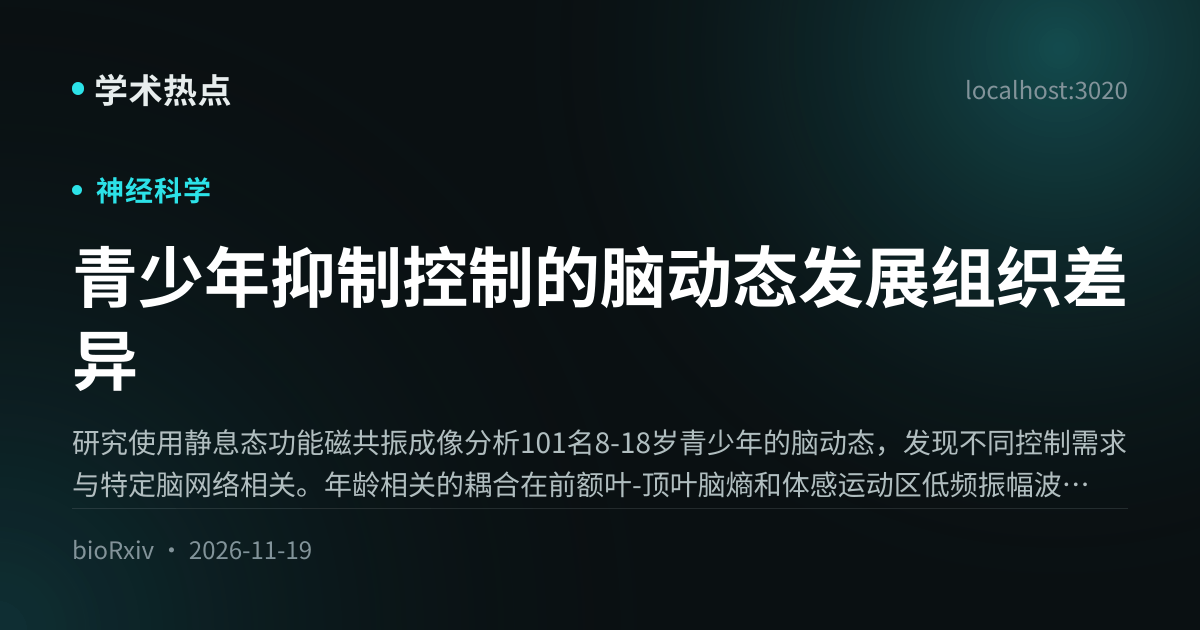 学术热点
localhost:3020
神经科学
青少年抑制控制的脑动态发展组织差
异
研究使用静息态功能磁共振成像分析101名8-18岁青少年的脑动态，发现不同控制需求
与特定脑网络相关。年龄相关的耦合在前额叶-顶叶脑熵和体感运动区低频振幅波…
bioRxiv • 2026-11-19